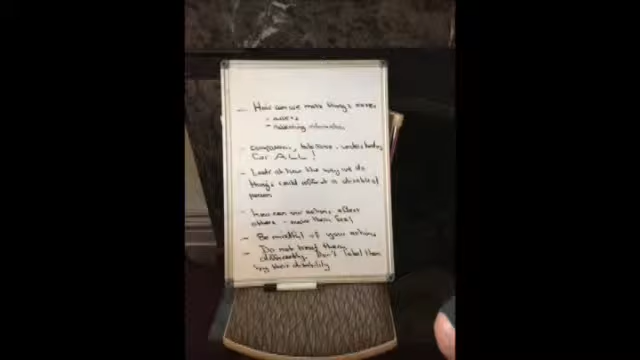 - How can we make things easier
- access
- assessing information
- compassion, tolerance, understanding
For ALL!
- Look at how the way we do
things could affect a disabled
person
- How can our actions effect
others - make them feel
- Be mindful of your actions
- Do not treat them
differently. Don't label them
by their disability